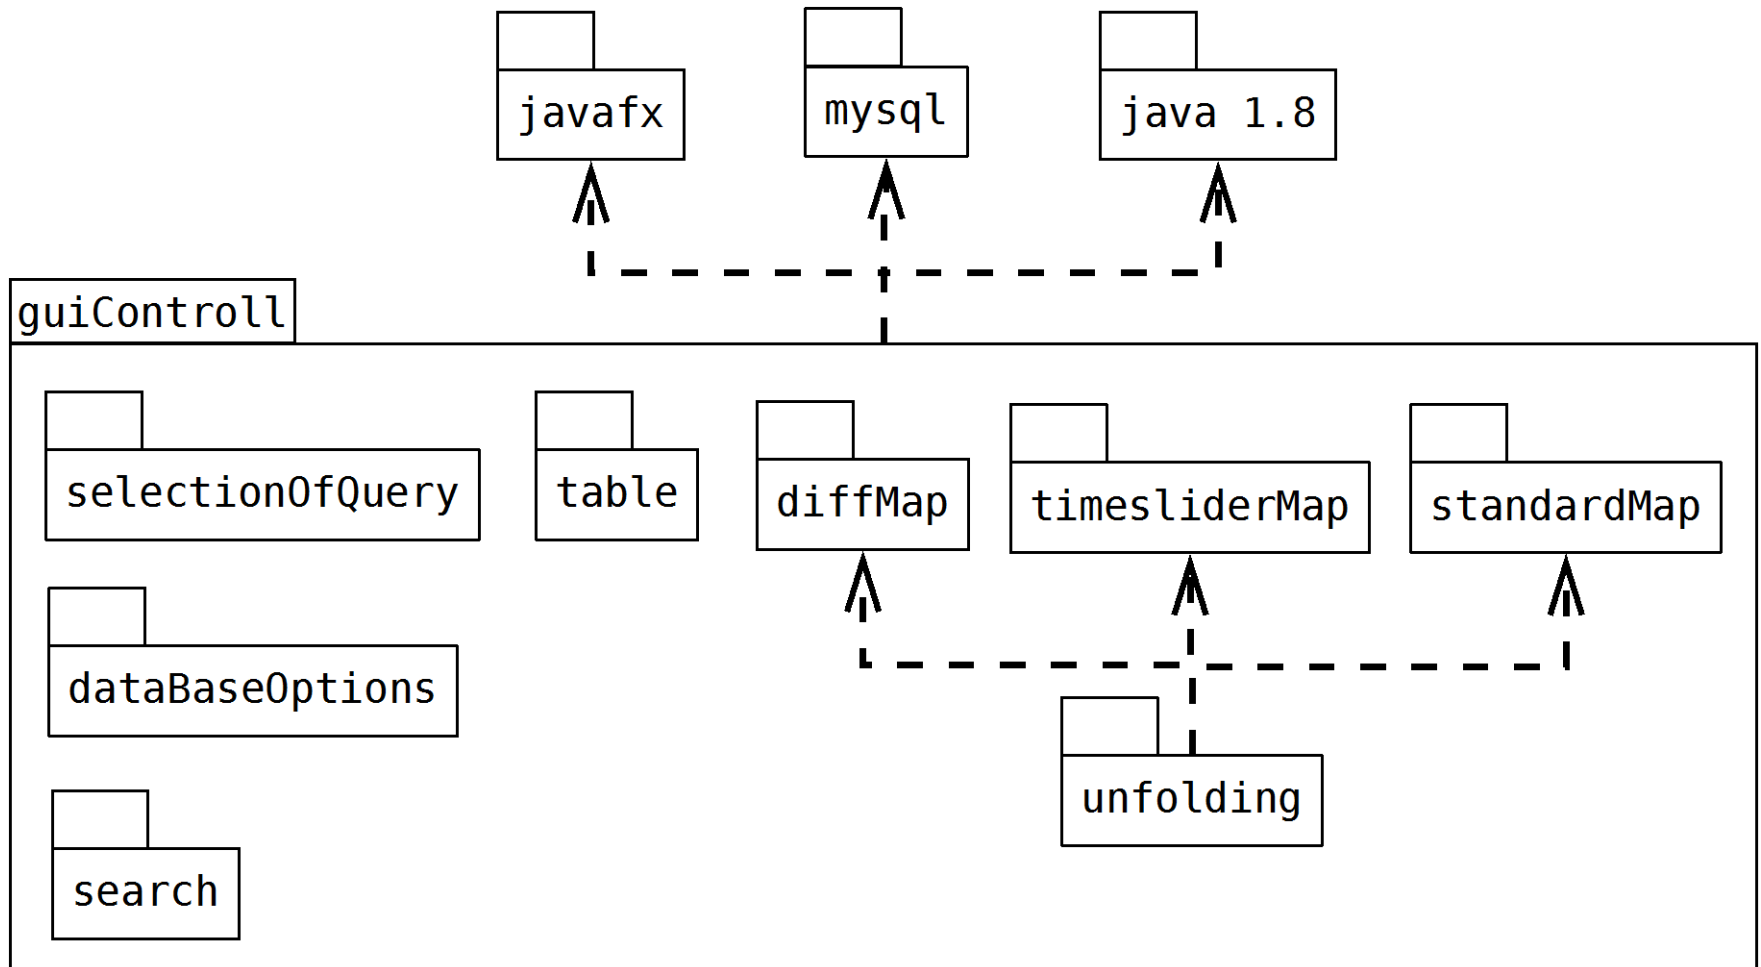 javafx
mysql
java 1.8
guiControll
selectionOfQuery
table
diffMap
timesliderMap
standardMap
dataBaseOptions
unfolding
search